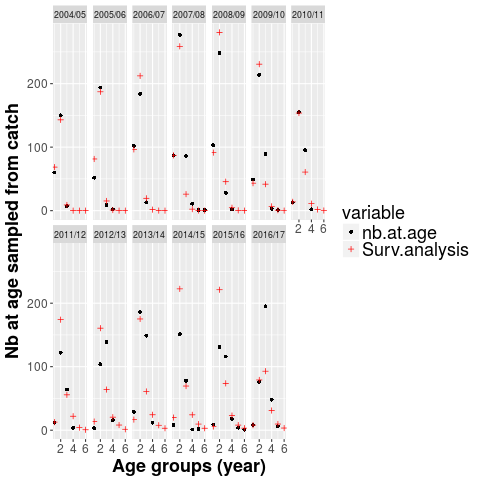 2004/05 2005/06 2006/07 2007/08 2008/09 2009/10 2010/11
200
100
0
2 4 6
2011/12 2012/13 2013/14 2014/15 2015/16 2016/17
200
100
0
2 4 6 2 4 6 2 4 6 2 4 6 2 4 6 2 4 6
Age groups (year)
Nb at age sampled from catch
variable
nb.at.age
Surv.analysis